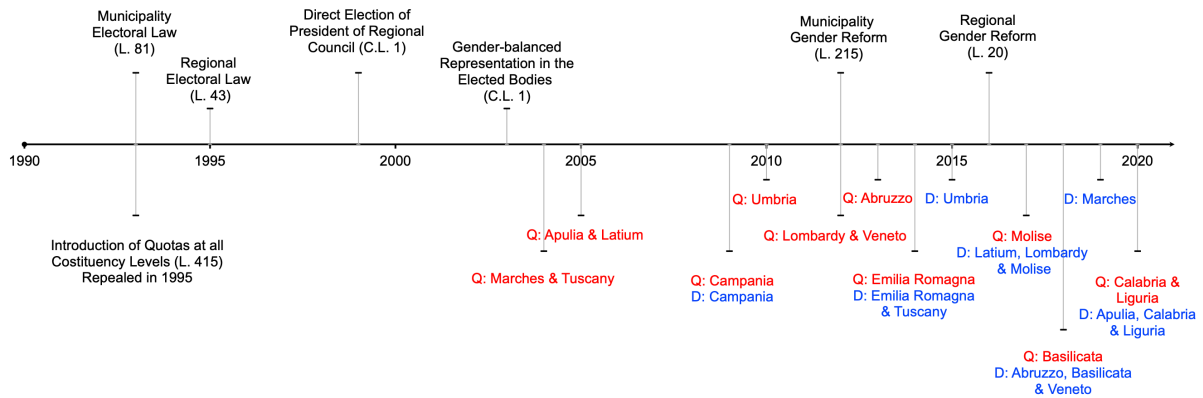 Municipality
Electoral Law
(L. 81)
Regional
Electoral Law
(L. 43)
Direct Election of
President of Regional
Council (C.L. 1)
Gender-balanced
Representation in the
Elected Bodies
(C.L. 1)
Municipality
Gender Reform
(L. 215)
Regional
Gender Reform
(L. 20)
1990
1995
2000
2005
2010
2015
2020
Introduction of Quotas at all
Costituency Levels (L. 415)
Repealed in 1995
Q: Marches & Tuscany
Q: Apulia & Latium
Q: Campania
D: Campania
Q: Umbria
Q: Lombardy & Veneto
Q: Abruzzo
Q: Emilia Romagna
D: Emilia Romagna
& Tuscany
D: Umbria
Q: Molise
D: Latium, Lombardy
& Molise
Q: Basilicata
D: Abruzzo, Basilicata
& Veneto
D: Marches
Q: Calabria &
Liguria
D: Apulia, Calabria
& Liguria